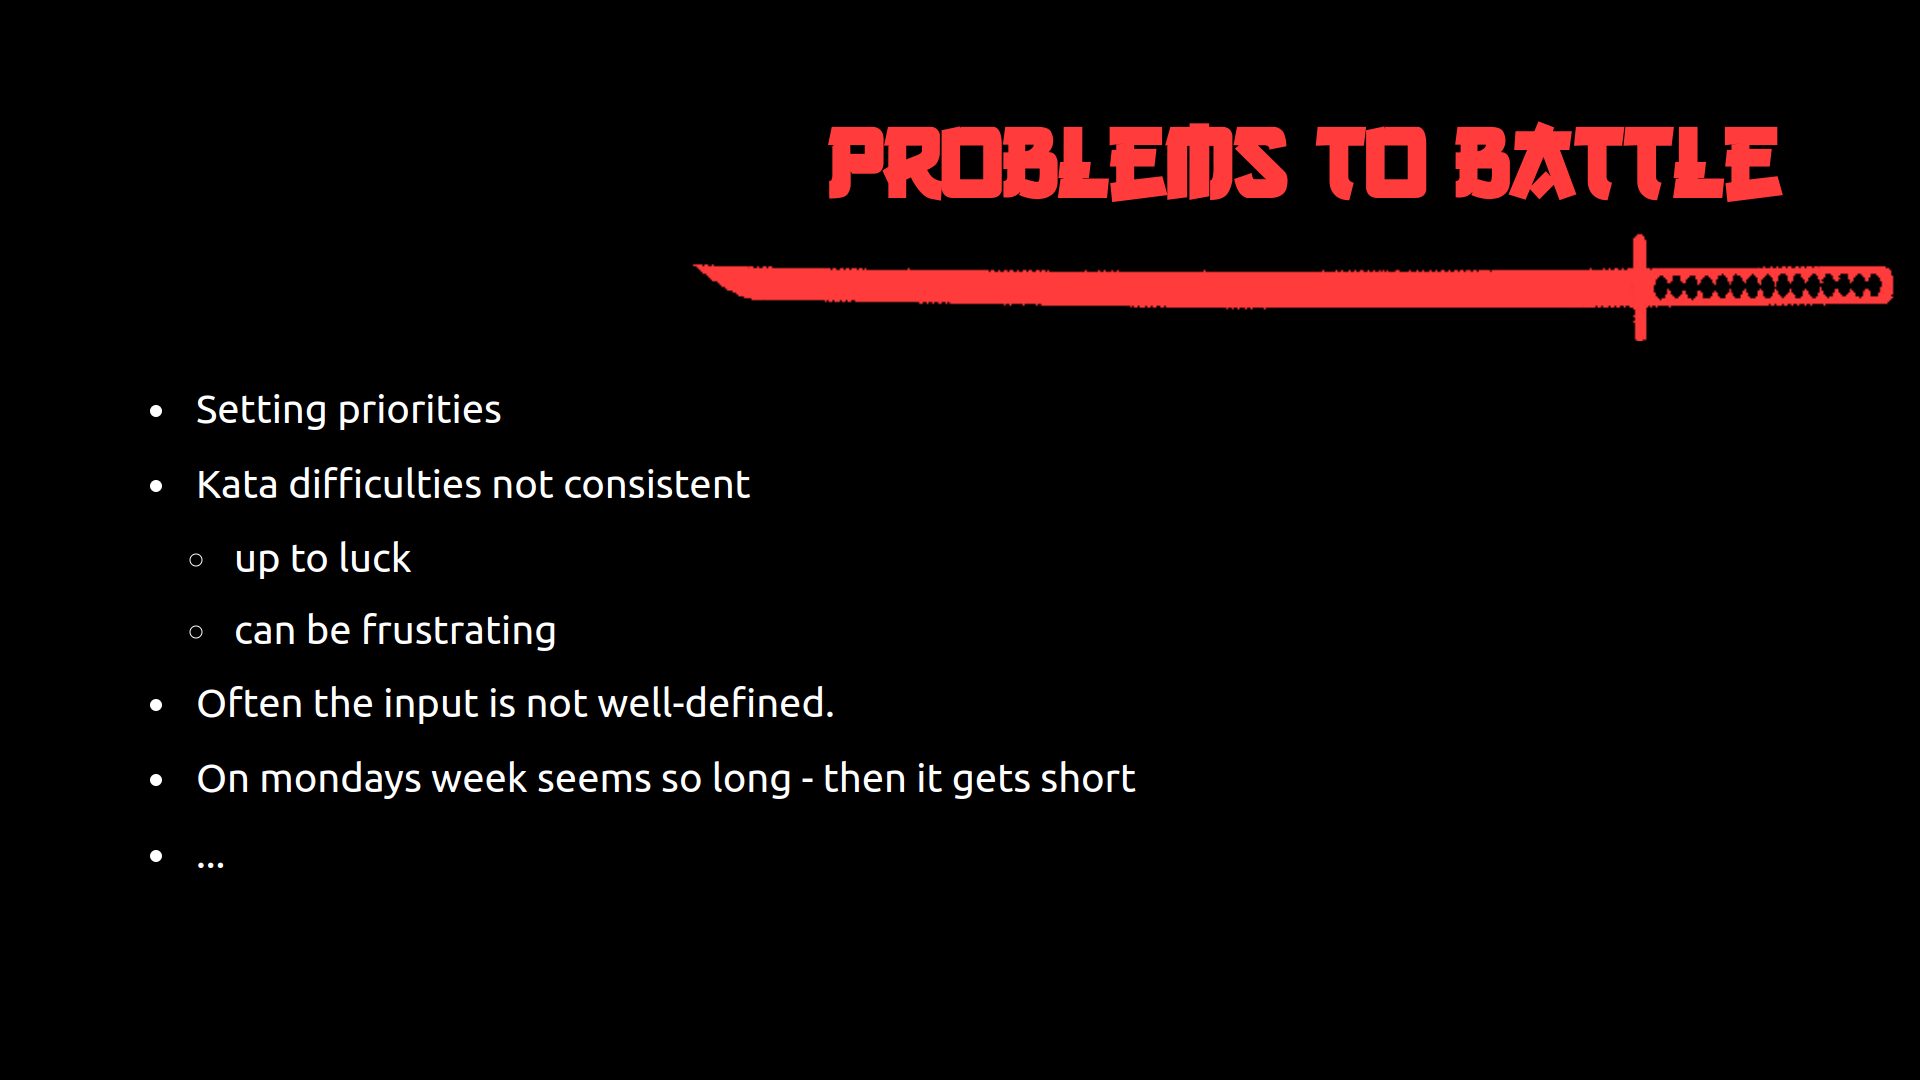 PROBLEMS TO BATTLE
• Setting priorities
• Kata difficulties not consistent
○ up to luck
○ can be frustrating
• Often the input is not well-defined.
• On mondays week seems so long - then it gets short
• ...